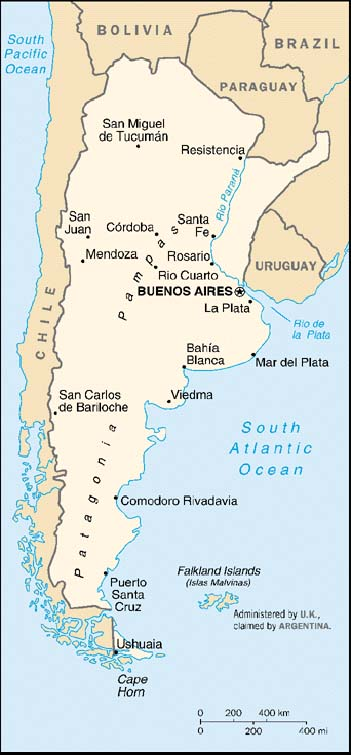 South
Pacific
Ocean
BOLIVIA
BRAZIL
PARAGUAY
San Miguel
de Tucumán
Resistencia
Río Paraná
San
Juan
Córdoba
Santa
Fe
Mendoza
Rosario
Río Cuarto
Pampas
URUGUAY
BUENOS AIRES
La Plata
Río de
la Plata
CHILE
Bahía
Blanca
Mar del Plata
San Carlos
de Bariloche
Viedma
South
Atlantic
Ocean
Patagonia
Comodoro Rivadavia
Puerto
Santa
Cruz
Falkland Islands
(Islas Malvinas)
Administered by U.K.,
claimed by ARGENTINA.
Ushuaia
Cape
Horn
0 200 400 km
0 200 400 mi